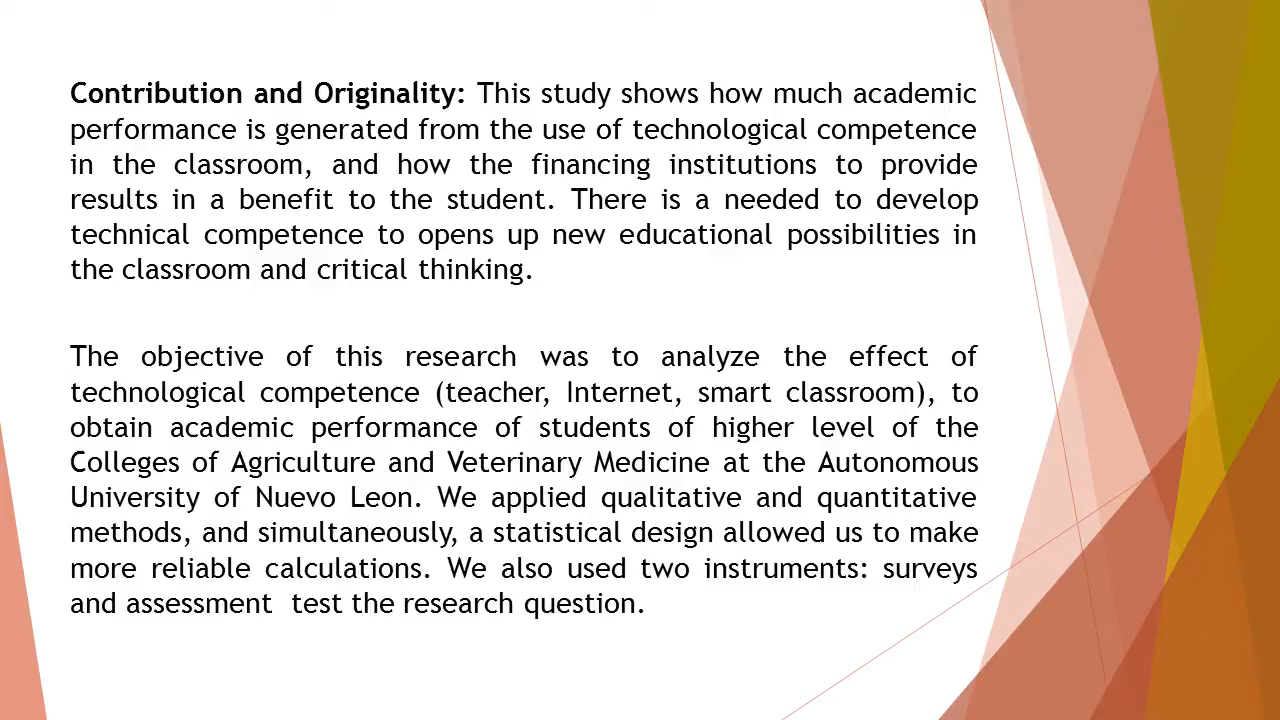 Contribution and Originality: This study shows how much academic
performance is generated from the use of technological competence
in the classroom, and how the financing institutions to provide
results in a benefit to the student. There is a needed to develop
technical competence to opens up new educational possibilities in
the classroom and critical thinking.
The objective of this research was to analyze the effect of
technological competence (teacher, Internet, smart classroom), to
obtain academic performance of students of higher level of the
Colleges of Agriculture and Veterinary Medicine at the Autonomous
University of Nuevo Leon. We applied qualitative and quantitative
methods, and simultaneously, a statistical design allowed us to make
more reliable calculations. We also used two instruments: surveys
and assessment  test the research question.